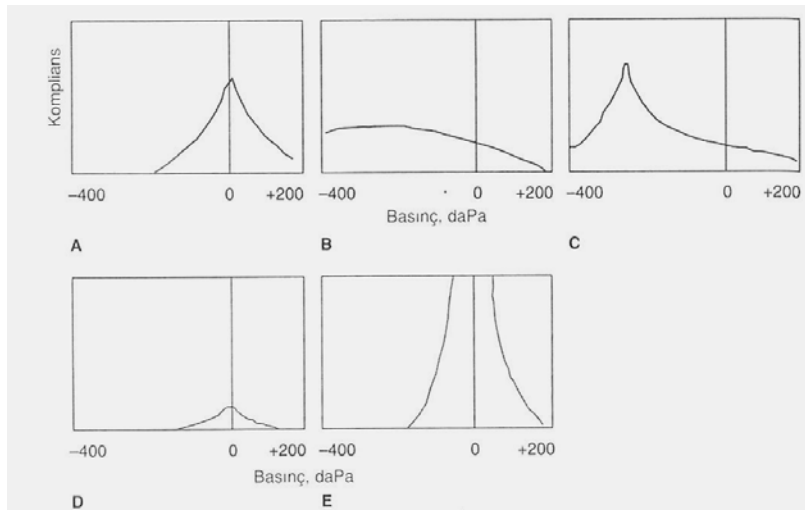 Komplians
−400 0 +200 −400 0 +200 −400 0 +200
Basınç, daPa
A B C
−400 0 +200 −400 0 +200
Basınç, daPa
D E